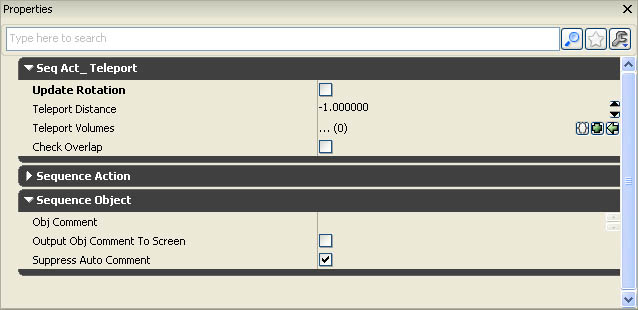 Properties
Type here to search
Seq Act_ Teleport
Update Rotation
Teleport Distance -1.000000
Teleport Volumes ... (0)
Check Overlap
Sequence Action
Sequence Object
Obj Comment
Output Obj Comment To Screen
Suppress Auto Comment